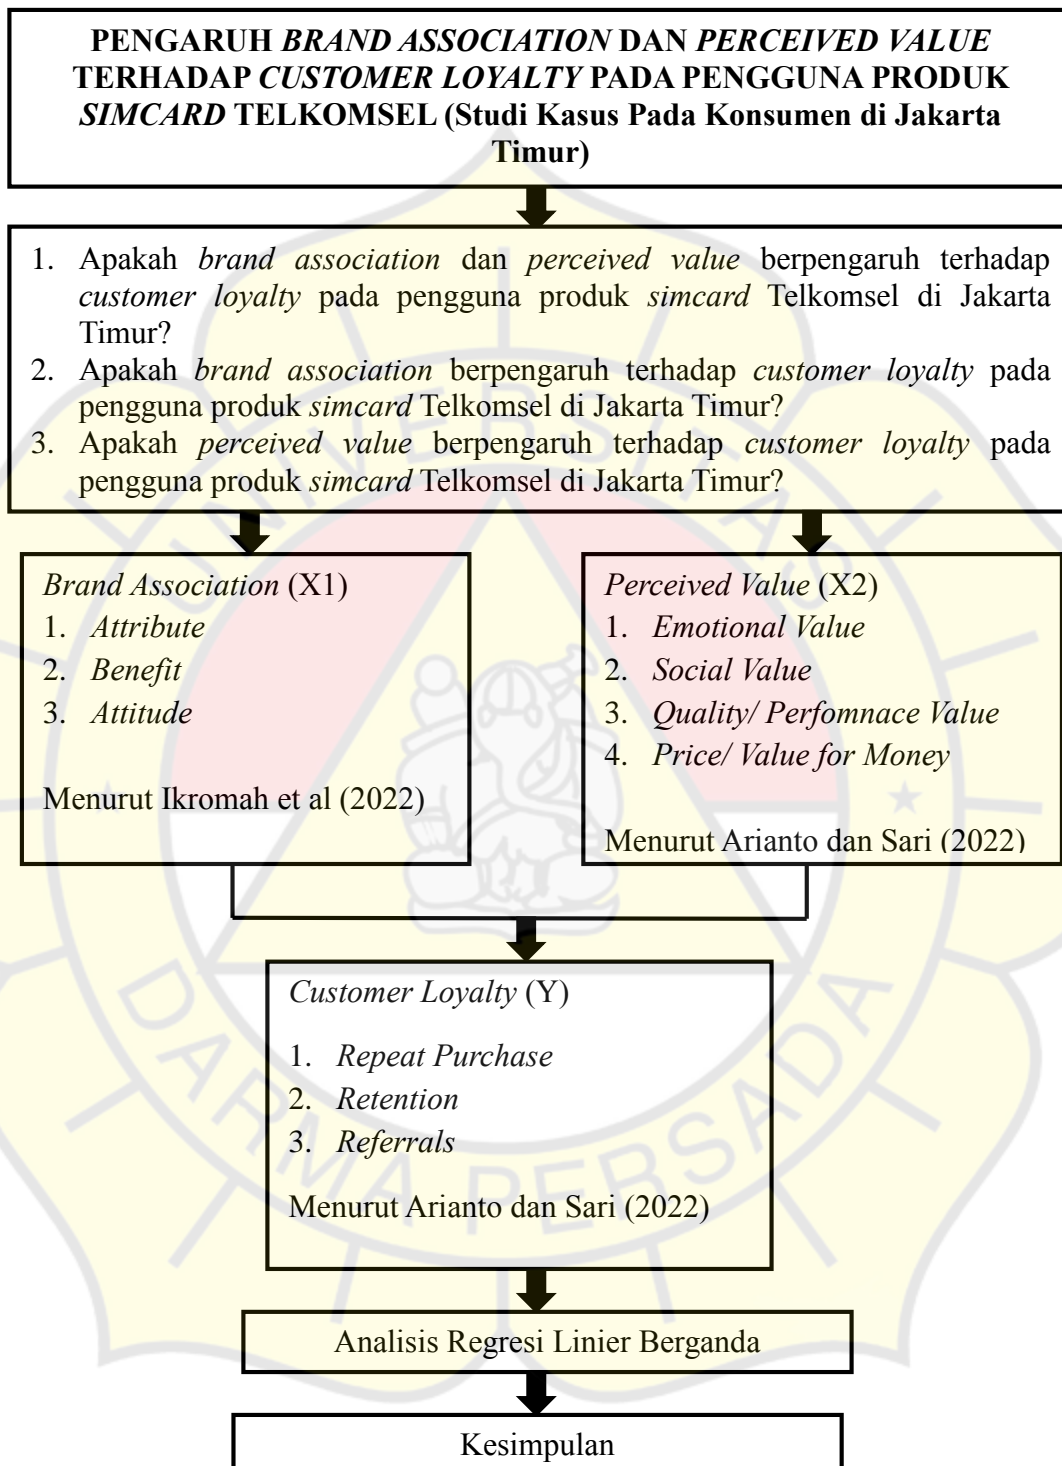 PENGARUH BRAND ASSOCIATION DAN PERCEIVED VALUE
TERHADAP CUSTOMER LOYALTY PADA PENGGUNA PRODUK
SIMCARD TELKOMSEL (Studi Kasus Pada Konsumen di Jakarta
Timur)
1. Apakah brand association dan perceived value berpengaruh terhadap
customer loyalty pada pengguna produk simcard Telkomsel di Jakarta
Timur?
2. Apakah brand association berpengaruh terhadap customer loyalty pada
pengguna produk simcard Telkomsel di Jakarta Timur?
3. Apakah perceived value berpengaruh terhadap customer loyalty pada
pengguna produk simcard Telkomsel di Jakarta Timur?
Brand Association (X1)
1. Attribute
2. Benefit
3. Attitude
Menurut Ikromah et al (2022)
Perceived Value (X2)
1. Emotional Value
2. Social Value
3. Quality/ Perfomnace Value
4. Price/ Value for Money
Menurut Arianto dan Sari (2022)
Customer Loyalty (Y)
1. Repeat Purchase
2. Retention
3. Referrals
Menurut Arianto dan Sari (2022)
Analisis Regresi Linier Berganda
Kesimpulan
UNIVERSITAS
DARMA PERSADA